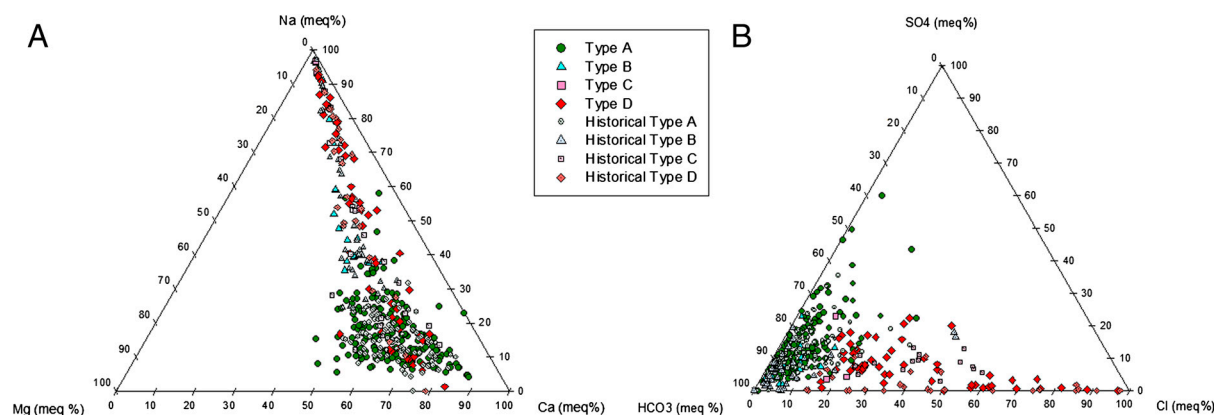 A
Na (meq%)
0 100
10 90
20 80
30 70
40 60
50 50
60 40
70 30
80 20
90 10
100 0
0 10 20 30 40 50 60 70 80 90 100
Mg (meq %) Ca (meq%)
Type A
Type B
Type C
Type D
Historical Type A
Historical Type B
Historical Type C
Historical Type D
B
SO4 (meq%)
0 100
10 90
20 80
30 70
40 60
50 50
60 40
70 30
80 20
90 10
100 0
0 10 20 30 40 50 60 70 80 90 100
HCO3 (meq %) Cl (meq%)